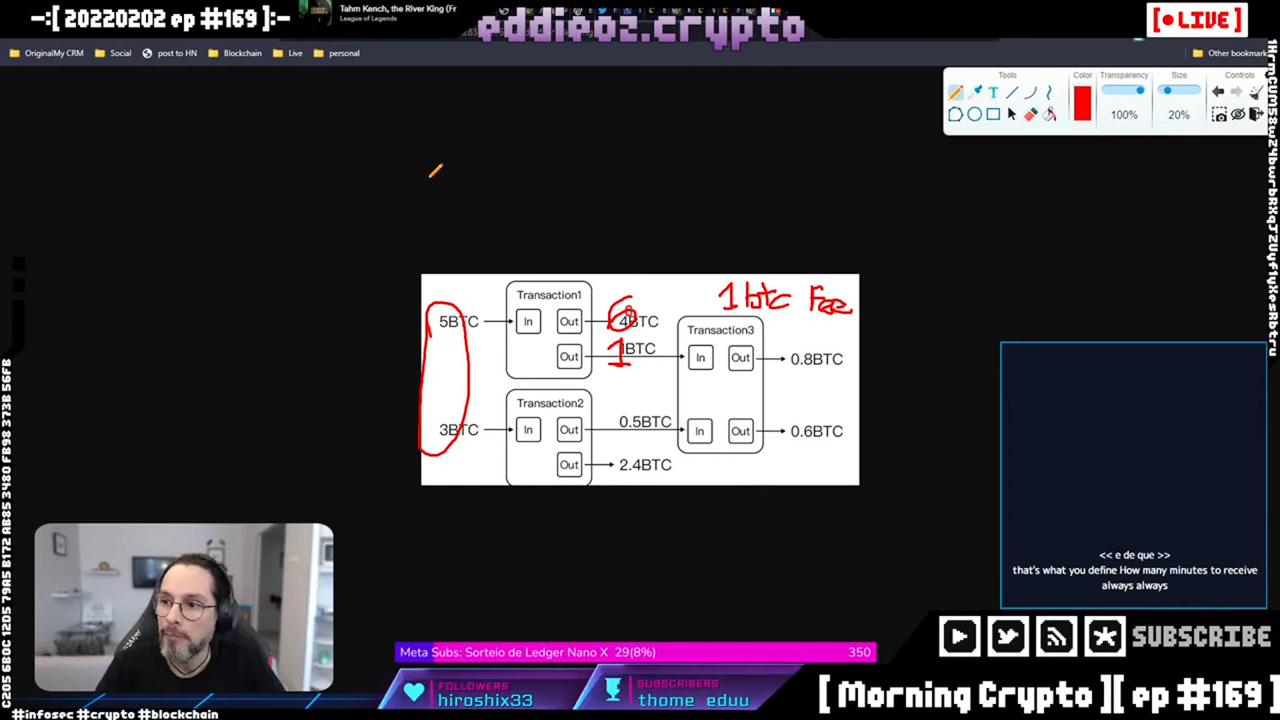 -:[ 20220202 ep #169]:-
Tahm Kench, the River King (Fr
League of Legends
eddieoz.crypto
[●LIVE]
OriginalMy CRM
Social
post to HN
Blockchain
Live
personal
Other bookmark
Tools
Color
Transparency
Size
Controls
T
100%
20%
1 btc Fee
Transaction1
5BTC
In
Out
6
4BTC
Out
1
1BTC
Transaction3
In
Out
0.8BTC
Transaction2
3BTC
In
Out
0.5BTC
In
Out
0.6BTC
Out
2.4BTC
<< e de que >>
that's what you define How many minutes to receive
always always
SUBSCRIBE
Meta Subs: Sorteio de Ledger Nano X 29(8%)
350
FOLLOWERS
hiroshix33
SUBSCRIBERS
thome_eduu
[ Morning Crypto ][ ep #169 ]
#infosec #crypto #blockchain